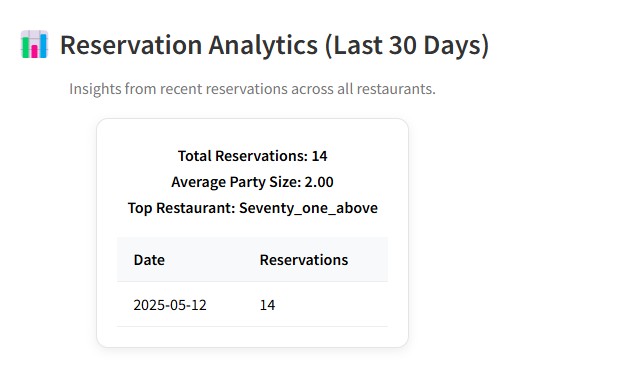 Reservation Analytics (Last 30 Days)
Insights from recent reservations across all restaurants.
Total Reservations: 14
Average Party Size: 2.00
Top Restaurant: Seventy_one_above
Date Reservations
2025-05-12 14